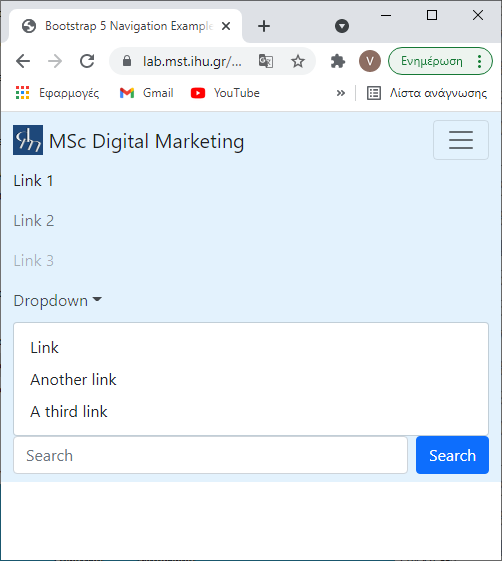 Bootstrap 5 Navigation Example
lab.mst.ihu.gr/...
V
Ενημέρωση
Εφαρμογές
Gmail
YouTube
»
Λίστα ανάγνωσης
MSc Digital Marketing
Link 1
Link 2
Link 3
Dropdown
Link
Another link
A third link
Search
Search